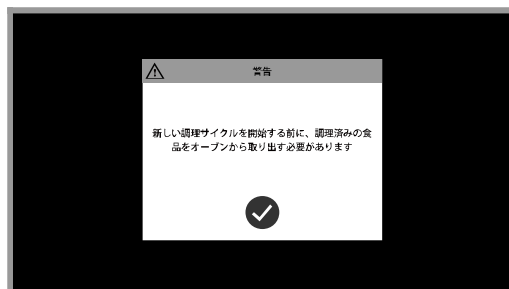 警告
新しい調理サイクルを開始する前に、調理済みの食
品をオーブンから取り出す必要があります